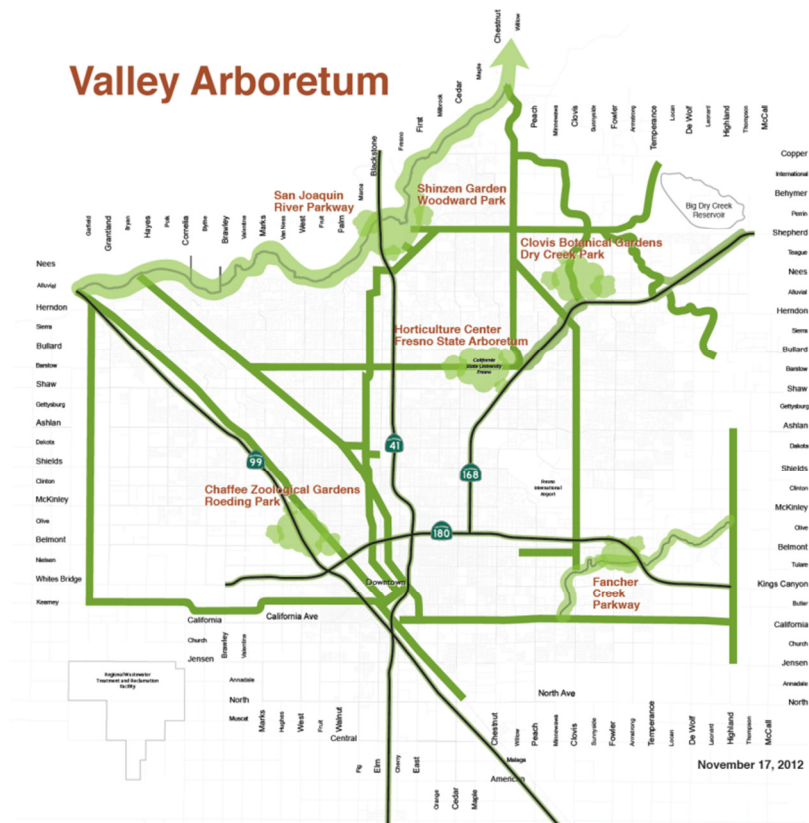 Valley Arboretum
Chestnut
Willow
Blackstone
Fresno
First
Millbrook
Cedar
Maple
Peach
Minnewawa
Clovis
Sunnyside
Fowler
Armstrong
Temperance
Locan
De Wolf
Leonard
Highland
Thompson
McCall
Garfield
Grantland
Bryan
Hayes
Polk
Cornelia
Blythe
Brawley
Valentine
Marks
Van Ness
West
Fruit
Palm
Maroa
San Joaquin
River Parkway
Shinzen Garden
Woodward Park
Clovis Botanical Gardens
Dry Creek Park
Big Dry Creek
Reservoir
Horticulture Center
Fresno State Arboretum
California
State University
Fresno
Chaffee Zoological Gardens
Roeding Park
Fresno
International
Airport
Fancher
Creek
Parkway
Downtown
41
99
168
180
Nees
Alluvial
Herndon
Sierra
Bullard
Barstow
Shaw
Gettysburg
Ashlan
Dakota
Shields
Clinton
McKinley
Olive
Belmont
Nielsen
Whites Bridge
Kearney
Copper
International
Behymer
Perrin
Shepherd
Teague
Nees
Alluvial
Herndon
Sierra
Bullard
Barstow
Shaw
Gettysburg
Ashlan
Dakota
Shields
Clinton
McKinley
Olive
Belmont
Tulare
Kings Canyon
Butler
California
Church
Jensen
Annadale
North
California
Church
Jensen
Brawley
Valentine
California Ave
Annadale
North
Muscat
Marks
Hughes
West
Fruit
Walnut
Central
Fig
Elm
Cherry
East
Orange
Cedar
Maple
American
Malaga
North Ave
Chestnut
Willow
Peach
Minnewawa
Clovis
Sunnyside
Fowler
Armstrong
Temperance
Locan
De Wolf
Leonard
Highland
Thompson
McCall
Regional Wastewater
Treatment and Reclamation
Facility
November 17, 2012